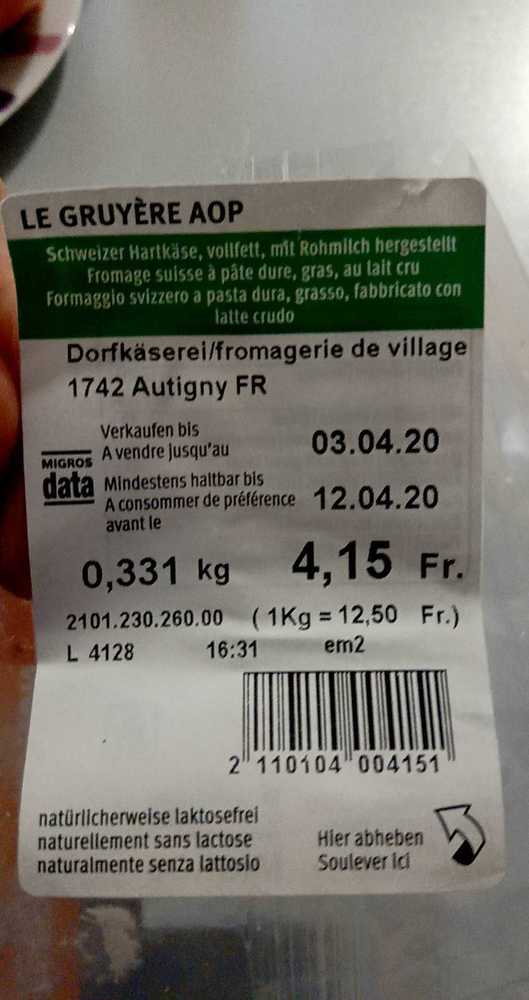 LE GRUYÈRE AOP
Schweizer Hartkäse, vollfett, mit Rohmilch hergestellt
Fromage suisse à pâte dure, gras, au lait cru
Formaggio svizzero a pasta dura, grasso, fabbricato con
latte crudo
Dorfkäserei/fromagerie de village
1742 Autigny FR
Verkaufen bis
A vendre jusqu'au 03.04.20
MIGROS
data
Mindestens haltbar bis
A consommer de préférence 12.04.20
avant le
0,331 kg 4,15 Fr.
2101.230.260.00 ( 1Kg = 12,50 Fr.)
L 4128 16:31 em2
2 110104 004151
natürlicherweise laktosefrei
naturellement sans lactose
naturalmente senza lattosio
Hier abheben
Soulever ici